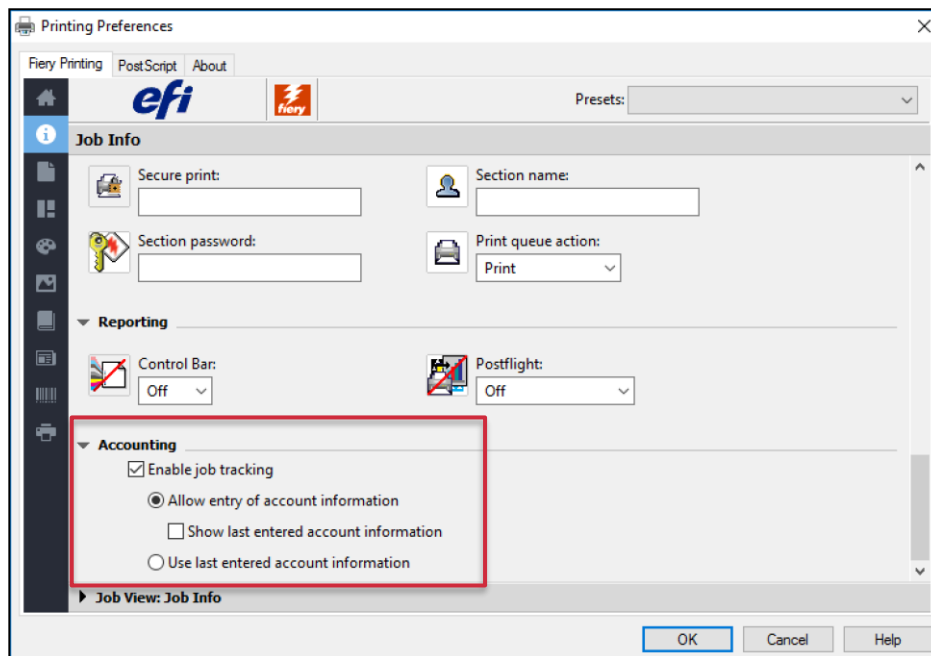 Printing Preferences
Fiery Printing PostScript About
efi fiery Presets:
Job Info
Secure print: Section name:
Section password: Print queue action:
Print
Reporting
Control Bar: Postflight:
Off Off
Accounting
Enable job tracking
Allow entry of account information
Show last entered account information
Use last entered account information
Job View: Job Info
OK Cancel Help